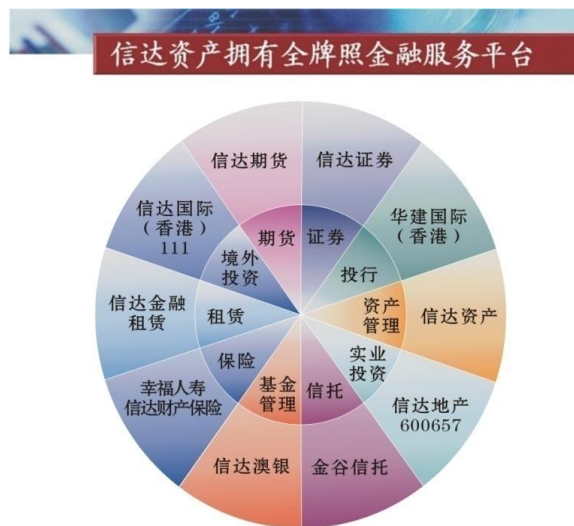 信达资产拥有全牌照金融服务平台
信达期货
信达证券
信达国际
（香港）
111
华建国际
（香港）
期货
证券
境外
投资
投行
信达金融
租赁
租赁
资产
管理
信达资产
保险
实业
投资
幸福人寿
信达财产保险
基金
管理
信托
信达地产
600657
信达澳银
金谷信托